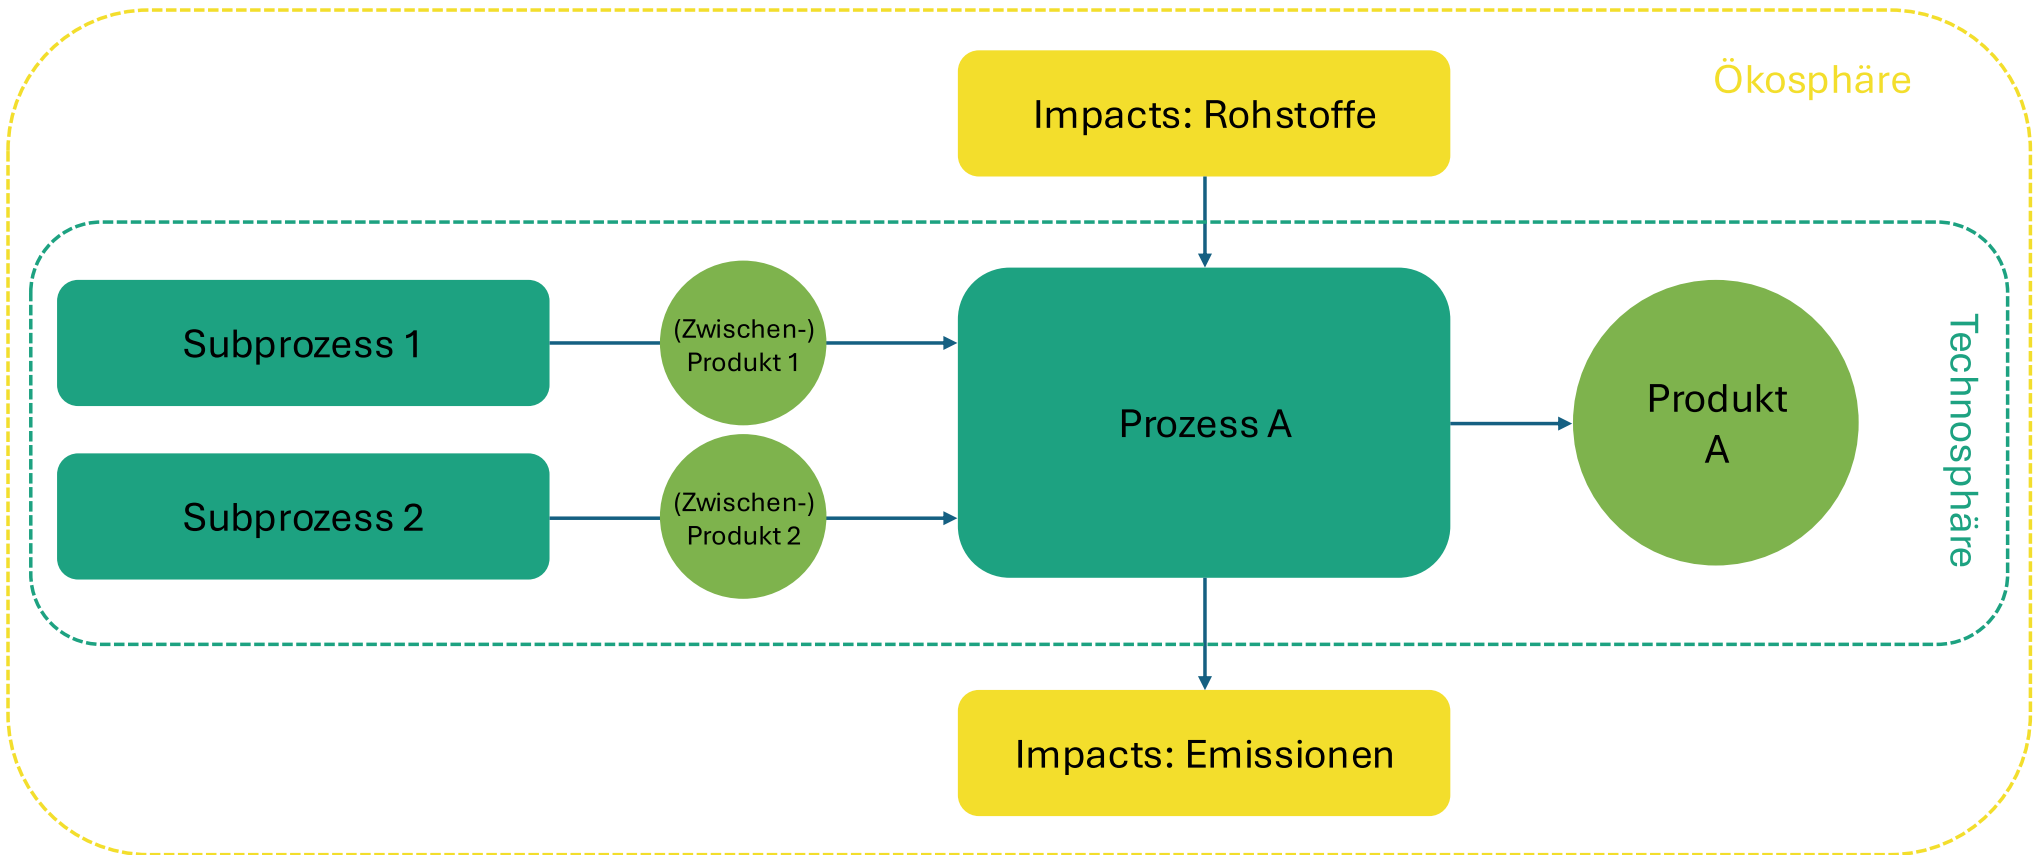 Ökosphäre
Impacts: Rohstoffe
Subprozess 1
(Zwischen-)
Produkt 1
Prozess A
Produkt
A
Technosphäre
Subprozess 2
(Zwischen-)
Produkt 2
Impacts: Emissionen